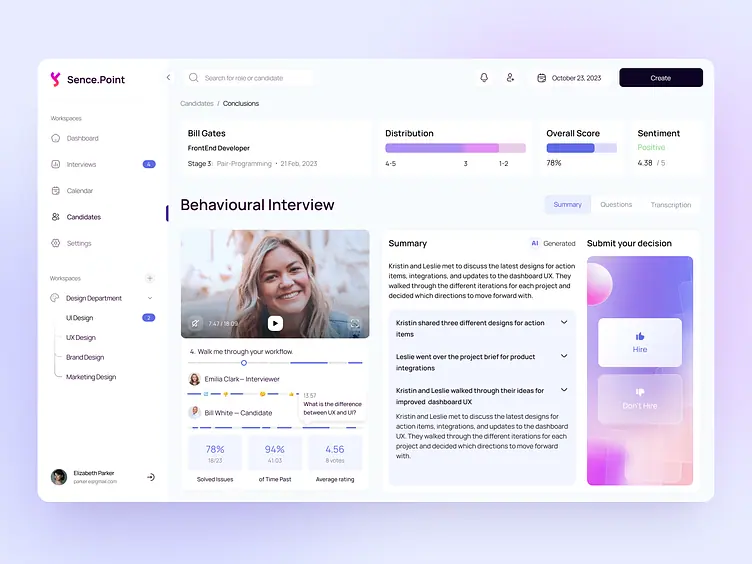 Sence.Point
Search for role or candidate
October 23, 2023
Create
Workspaces
Dashboard
Interviews
4
Calendar
Candidates
Settings
Workspaces
Design Department
UI Design
2
UX Design
Brand Design
Marketing Design
Elizabeth Parker
parker.e@gmail.com
Candidates / Conclusions
Bill Gates
FrontEnd Developer
Stage 3: Pair-Programming • 21 Feb, 2023
Distribution
4-5 3 1-2
Overall Score
78%
Sentiment
Positive
4.38 / 5
Behavioural Interview
Summary
Questions
Transcription
7:47 / 18:09
4. Walk me through your workflow.
Emilia Clark — Interviewer
13:57
What is the difference
between UX and UI?
Bill White — Candidate
78%
18/23
Solved Issues
94%
41:03
of Time Past
4.56
8 votes
Average rating
Summary
AI Generated
Kristin and Leslie met to discuss the latest designs for action
items, integrations, and updates to the dashboard UX. They
walked through the different iterations for each project and
decided which directions to move forward with.
Kristin shared three different designs for action
items
Leslie went over the project brief for product
integrations
Kristin and Leslie walked through their ideas for
improved dashboard UX
Kristin and Leslie met to discuss the latest designs for
action items, integrations, and updates to the dashboard
UX. They walked through the different iterations for each
project and decided which directions to move forward
with.
Submit your decision
Hire
Don't Hire